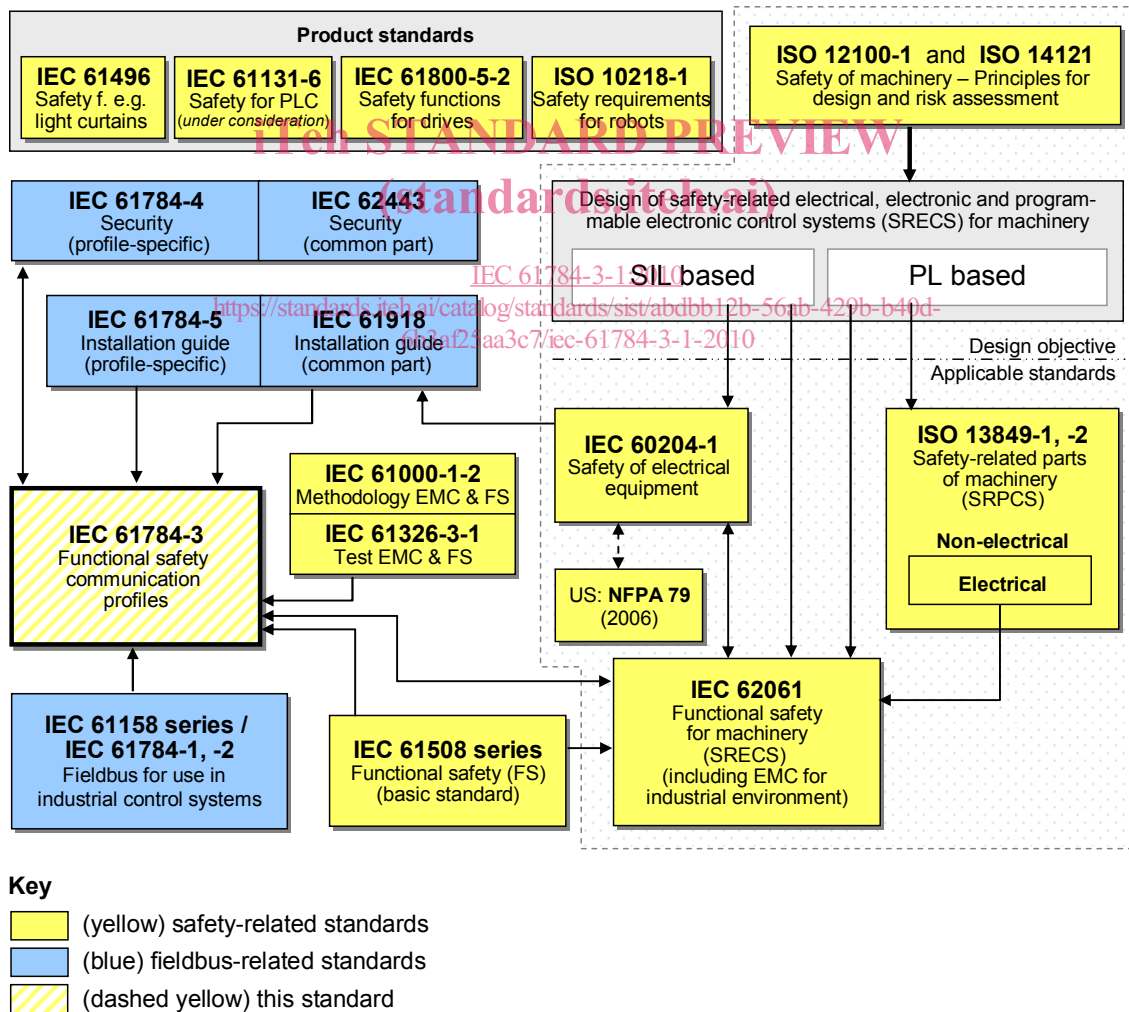 Product standards
IEC 61496
Safety f. e.g.
light curtains
IEC 61131-6
Safety for PLC
(under consideration)
IEC 61800-5-2
Safety functions
for drives
ISO 10218-1
Safety requirements
for robots
ISO 12100-1 and ISO 14121
Safety of machinery – Principles for
design and risk assessment
iTeh STANDARD PREVIEW
(standards.iteh.ai)
IEC 61784-4
Security
(profile-specific)
IEC 62443
Security
(common part)
Design of safety-related electrical, electronic and program-
mable electronic control systems (SRECS) for machinery
SIL based
PL based
IEC 61784-3-1:2010
https://standards.iteh.ai/catalog/standards/sist/abdbb12b-56ab-429b-b40d-
IEC 61784-5
Installation guide
(profile-specific)
IEC 61918
Installation guide
(common part)
Design objective
Applicable standards
IEC 60204-1
Safety of electrical
equipment
ISO 13849-1, -2
Safety-related parts
of machinery
(SRPCS)
Non-electrical
Electrical
IEC 61000-1-2
Methodology EMC & FS
IEC 61326-3-1
Test EMC & FS
IEC 61784-3
Functional safety
communication
profiles
US: NFPA 79
(2006)
IEC 62061
Functional safety
for machinery
(SRECS)
(including EMC for
industrial environment)
IEC 61158 series /
IEC 61784-1, -2
Fieldbus for use in
industrial control systems
IEC 61508 series
Functional safety (FS)
(basic standard)
Key
(yellow) safety-related standards
(blue) fieldbus-related standards
(dashed yellow) this standard